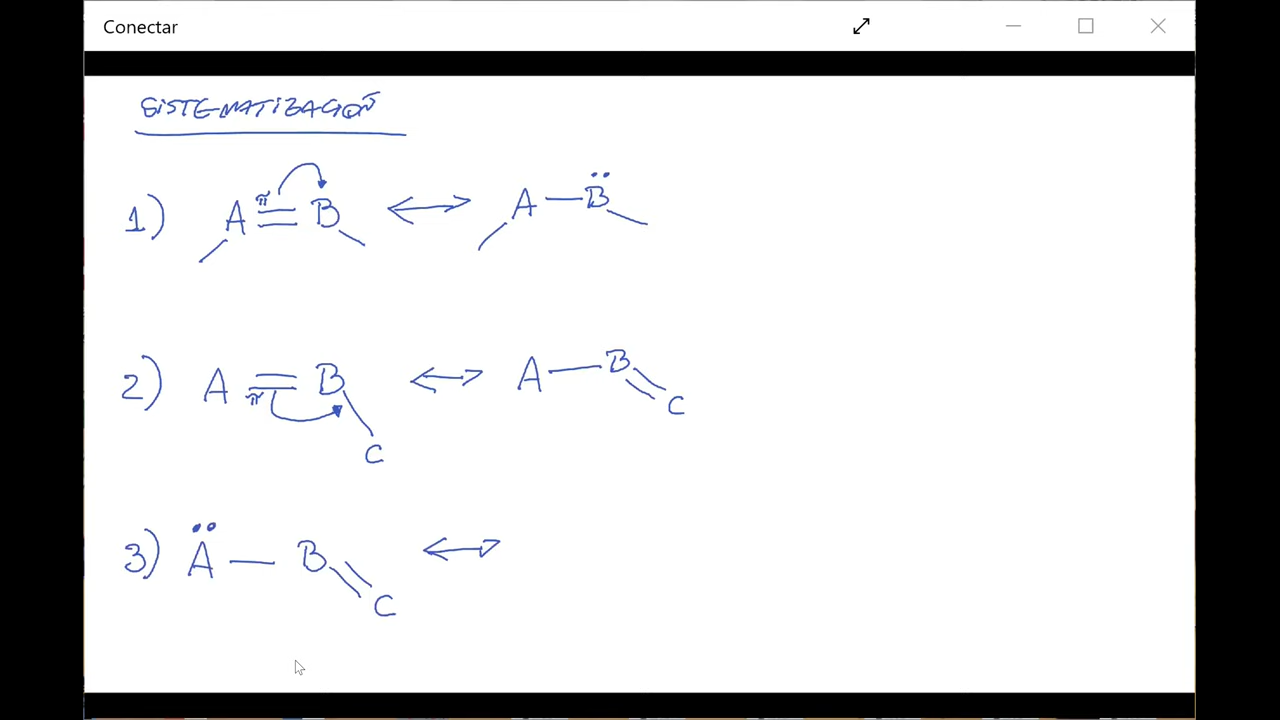 Conectar
SISTEMATIZACIÓN
1) A π B ⟷ A — B̈
2) A π B C ⟷ A — B C
3) Ä — B C ⟷